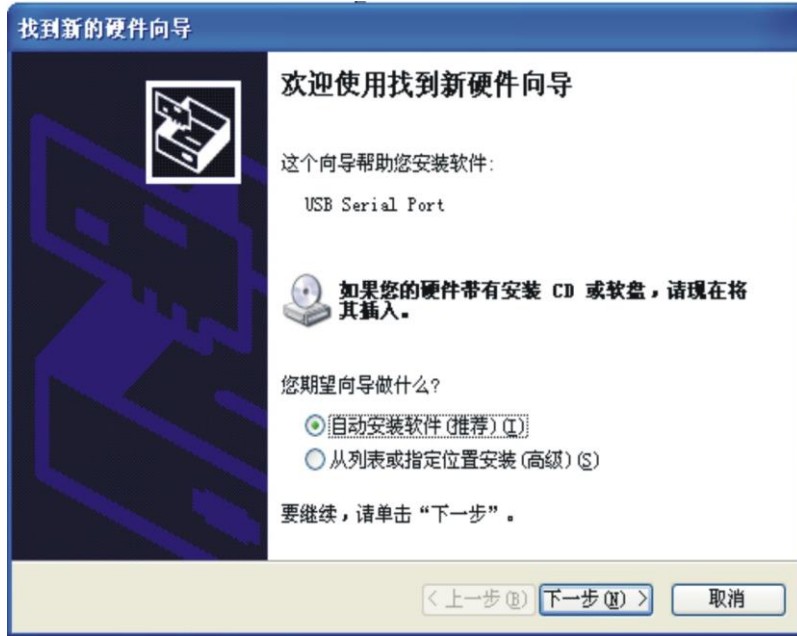 找到新的硬件向导
欢迎使用找到新硬件向导
这个向导帮助您安装软件:
USB Serial Port
如果您的硬件带有安装 CD 或软盘，请现在将
其插入。
您期望向导做什么?
自动安装软件(推荐)(I)
从列表或指定位置安装(高级)(S)
要继续，请单击“下一步”。
< 上一步(B) 下一步(N) > 取消